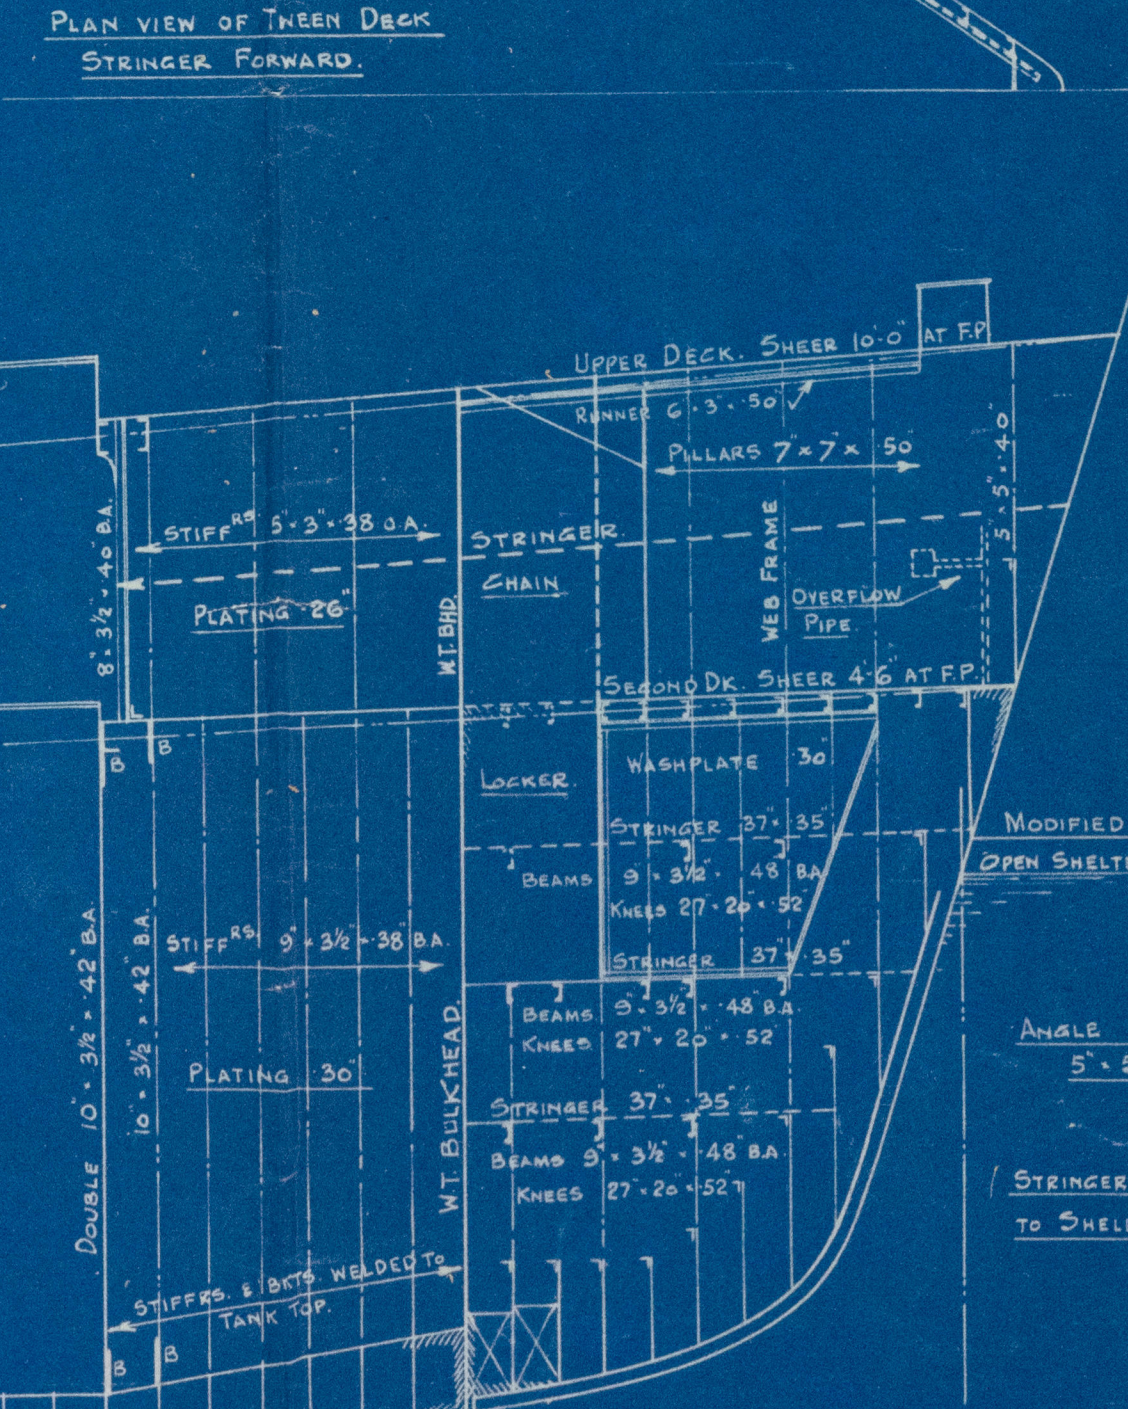 PLAN VIEW OF TWEEN DECK
STRINGER FORWARD.
UPPER DECK. SHEER 10'-0" AT F.P.
RUNNER 6" × 3" × ·50"
PILLARS 7" × 7" × ·50"
5" × 5" × ·40"
STIFFRS. 5" × 3" × ·38 O.A.
STRINGER.
CHAIN
PLATING ·26"
8" × 3½" × ·40" B.A.
W.T. BHD.
WEB FRAME
OVERFLOW
PIPE.
SECOND DK. SHEER 4'-6" AT F.P.
B
B
LOCKER.
WASHPLATE ·30"
STRINGER 37" × ·35"
BEAMS 9" × 3½" × ·48" B.A.
KNEES 27" × 20" × ·52"
STRINGER 37" × ·35"
MODIFIED
OPEN SHELTE
STIFFRS. 9" × 3½" × ·38" B.A.
DOUBLE 10" × 3½" × ·42" B.A.
10" × 3½" × ·42" B.A.
BEAMS 9" × 3½" × ·48" B.A.
KNEES 27" × 20" × ·52"
PLATING ·30"
W.T. BULKHEAD.
ANGLE
5" × 5
STRINGER 37" × ·35"
BEAMS 9" × 3½" × ·48" B.A.
KNEES 27" × 20" × ·52"
STRINGER
TO SHEL
STIFFRS. & BKTS. WELDED TO
TANK TOP.
B
B